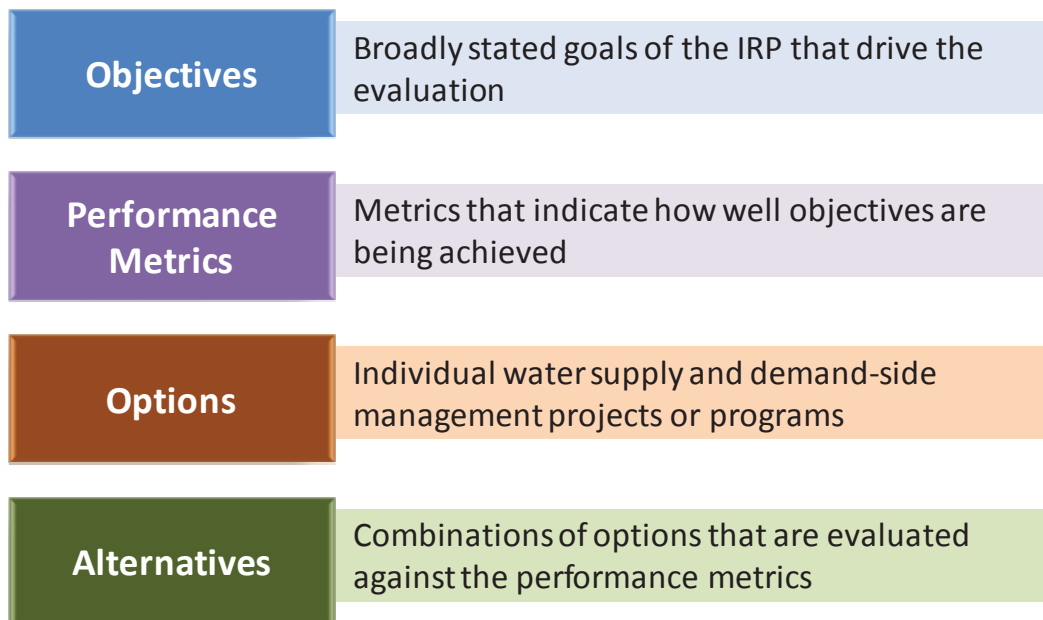 Objectives
Broadly stated goals of the IRP that drive the
evaluation
Performance
Metrics
Metrics that indicate how well objectives are
being achieved
Options
Individual water supply and demand-side
management projects or programs
Alternatives
Combinations of options that are evaluated
against the performance metrics